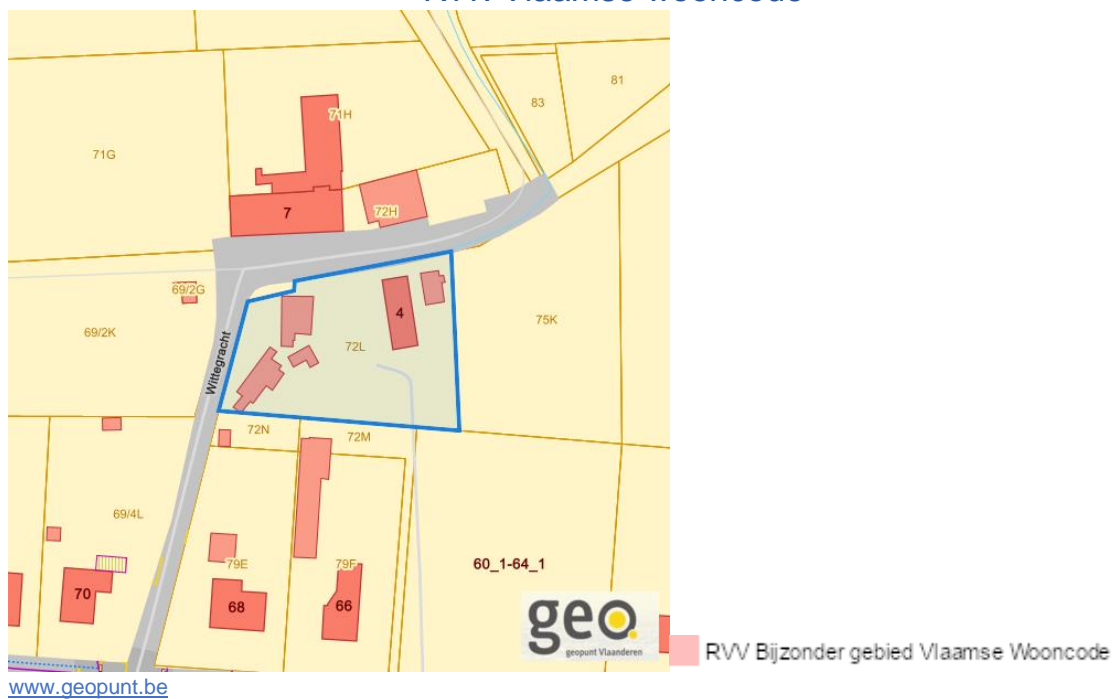 RVV Vlaamse wooncode
81
83
71H
71G
7
72H
69/2G
4
75K
69/2K
72L
Wittegracht
72N
72M
69/4L
79E
79F
60_1-64_1
70
68
66
geo
geopunt Vlaanderen
RVV Bijzonder gebied Vlaamse Wooncode
www.geopunt.be